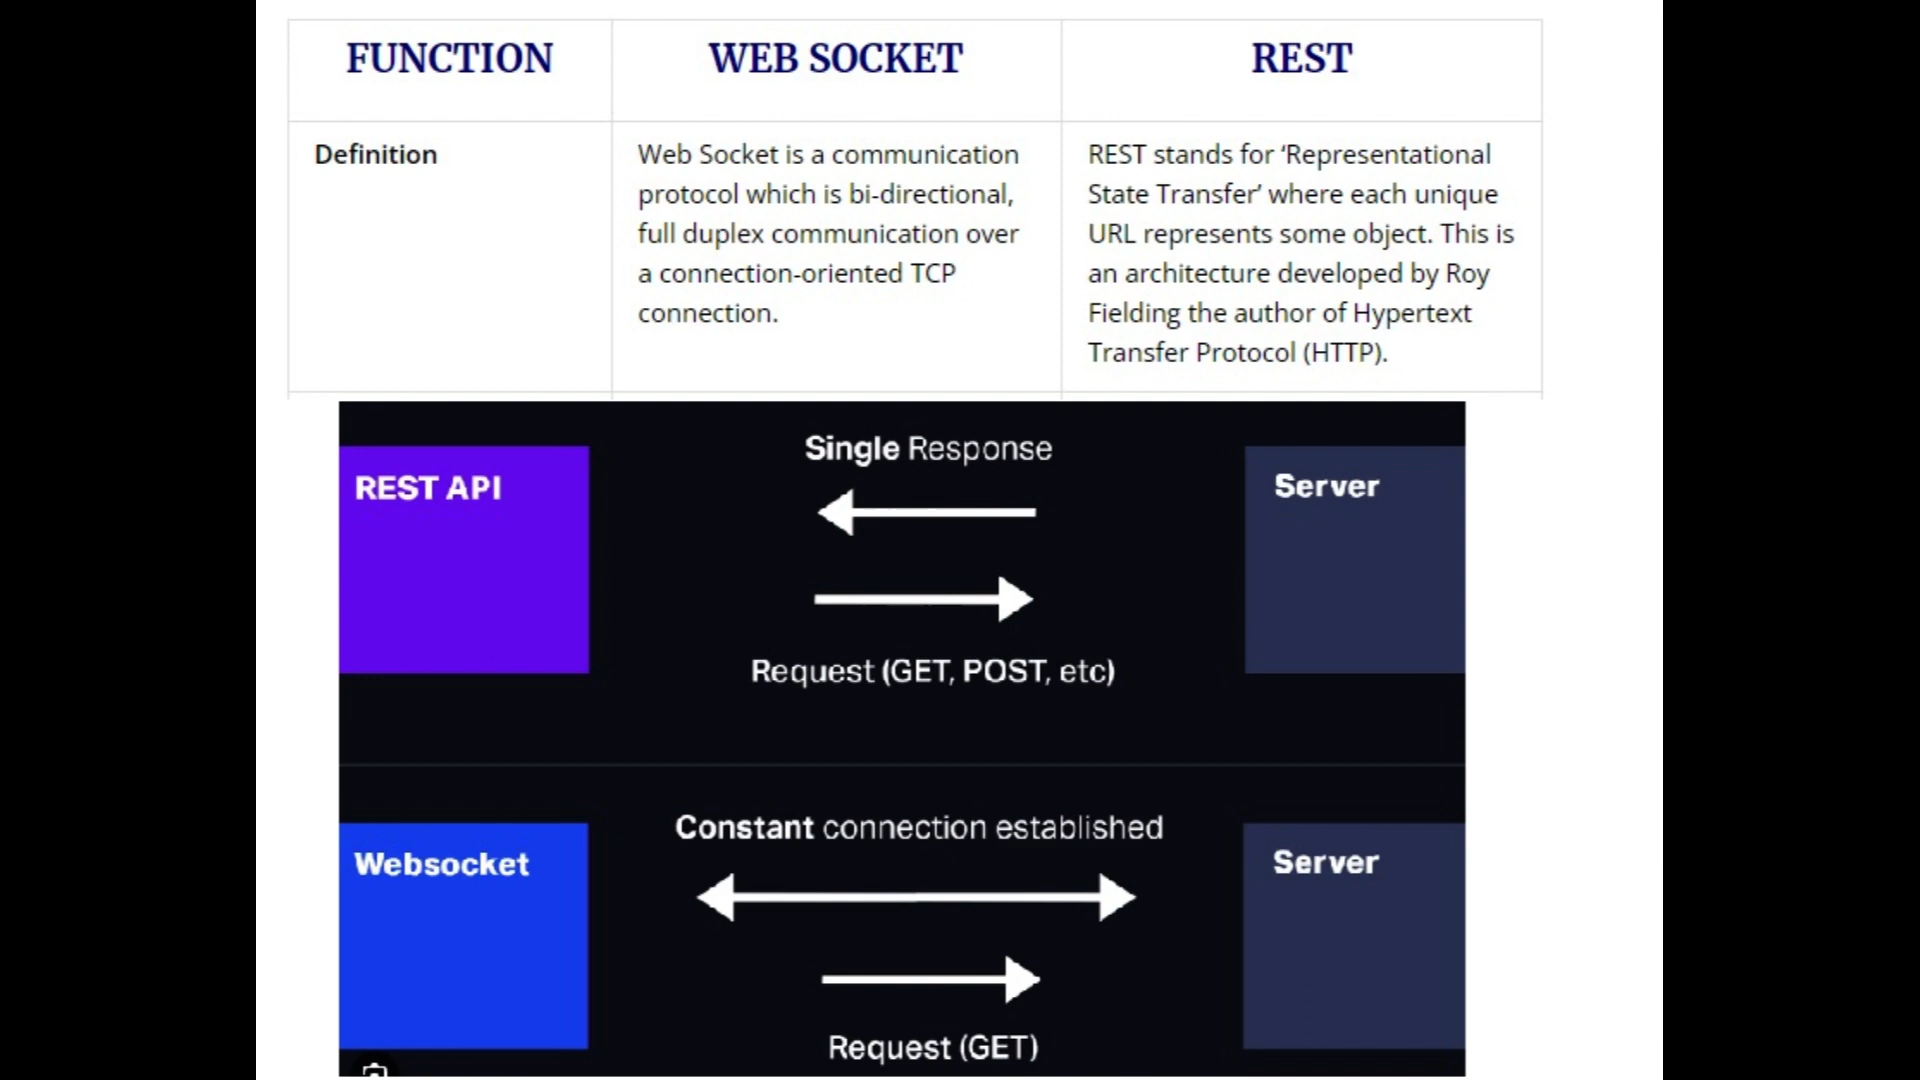 FUNCTION
WEB SOCKET
REST
Definition
Web Socket is a communication
protocol which is bi-directional,
full duplex communication over
a connection-oriented TCP
connection.
REST stands for ‘Representational
State Transfer’ where each unique
URL represents some object. This is
an architecture developed by Roy
Fielding the author of Hypertext
Transfer Protocol (HTTP).
Single Response
REST API
Server
Request (GET, POST, etc)
Constant connection established
Websocket
Server
Request (GET)